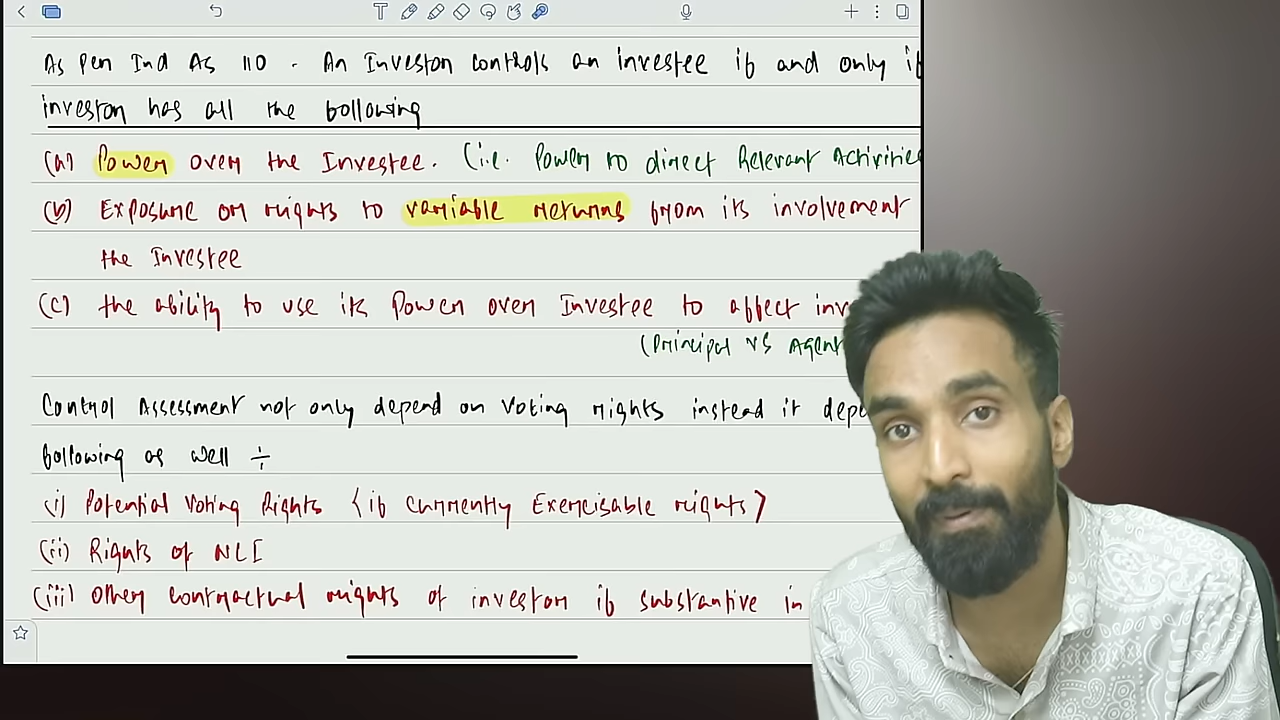 As per Ind AS 110 . An Investor controls an investee if and only if
investor has all the following
(a) Power over the Investee. (i.e. Power to direct Relevant Activitie
(b) Exposure or rights to variable returns from its involvement
the Investee
(c) the ability to use its Power over Investee to affect inv
(Principal vs Agent
Control Assessment not only depend on Voting rights instead it dep
following as well ÷
(i) Potential Voting Rights {if currently Exercisable rights}
(ii) Rights of NCI
(iii) Other contractual rights of investor if substantive in